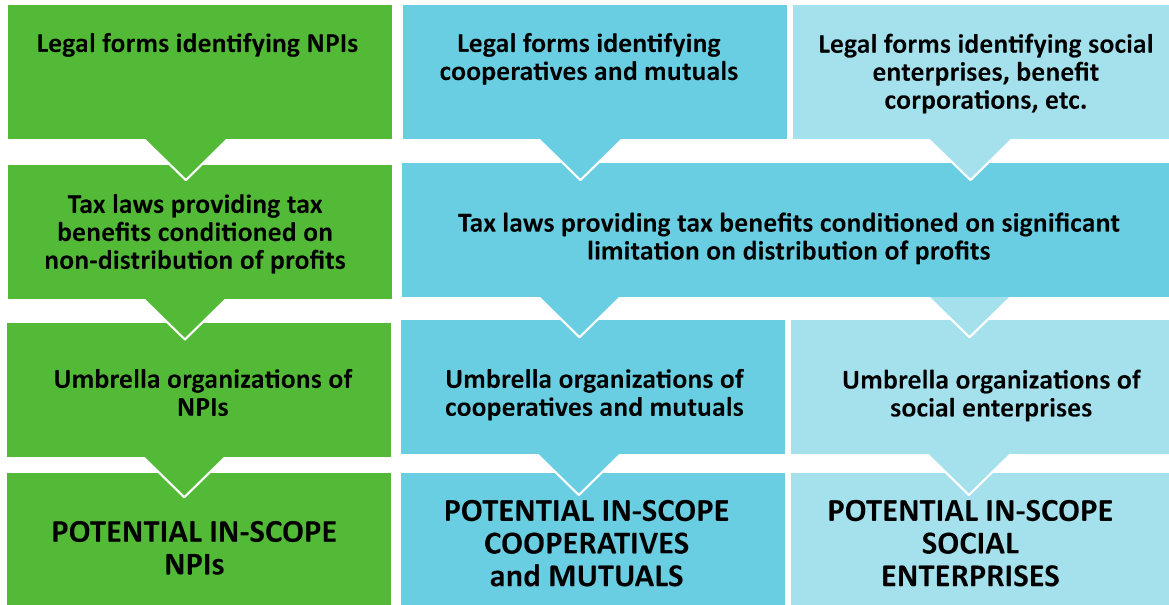 Legal forms identifying NPIs
Legal forms identifying
cooperatives and mutuals
Legal forms identifying social
enterprises, benefit
corporations, etc.
Tax laws providing tax
benefits conditioned on
non-distribution of profits
Tax laws providing tax benefits conditioned on significant
limitation on distribution of profits
Umbrella organizations of
NPIs
Umbrella organizations of
cooperatives and mutuals
Umbrella organizations of
social enterprises
POTENTIAL IN-SCOPE
NPIs
POTENTIAL IN-SCOPE
COOPERATIVES
and MUTUALS
POTENTIAL IN-SCOPE
SOCIAL
ENTERPRISES